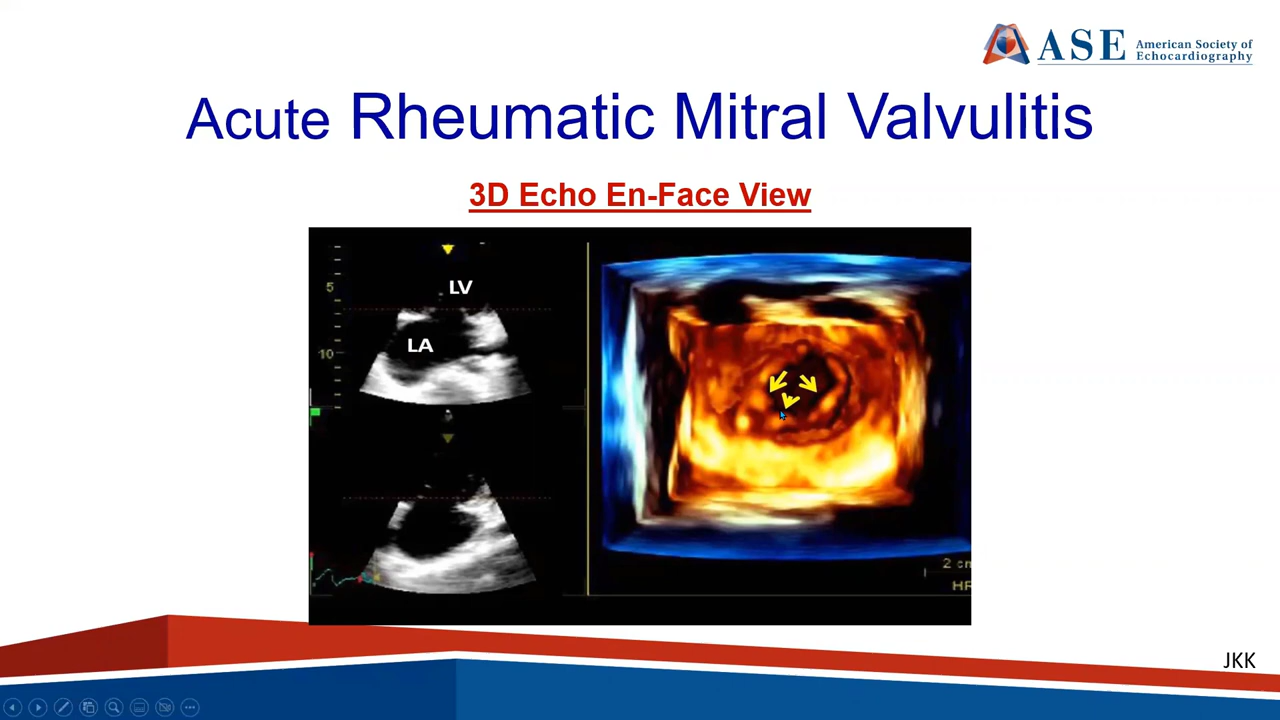 ASE American Society of
Echocardiography
Acute Rheumatic Mitral Valvulitis
3D Echo En-Face View
LV
5
LA
10
2 cm
HR
JKK